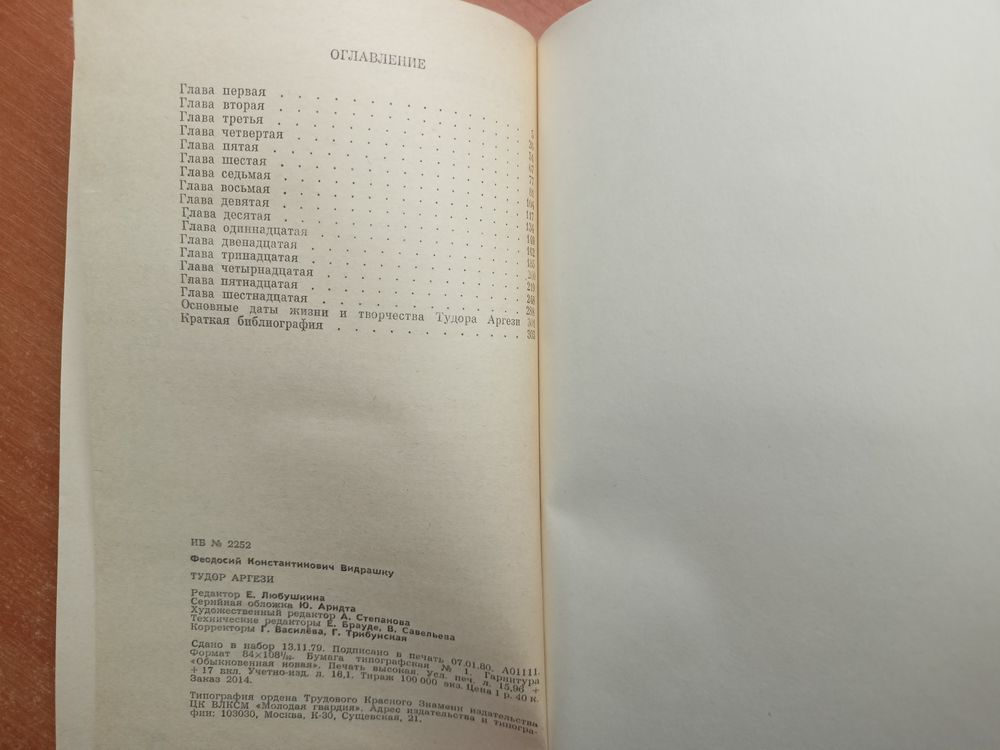 ОГЛАВЛЕНИЕ
Глава первая . . . . . . . . . . . .
Глава вторая . . . . . . . . . . . .
Глава третья . . . . . . . . . . . .
Глава четвертая . . . . . . . . . . .
Глава пятая . . . . . . . . . . . .
Глава шестая . . . . . . . . . . . .
Глава седьмая . . . . . . . . . . . .
Глава восьмая . . . . . . . . . . . .
Глава девятая . . . . . . . . . . . . 117
Глава десятая . . . . . . . . . . . . 134
Глава одиннадцатая . . . . . . . . . .
Глава двенадцатая . . . . . . . . . .
Глава тринадцатая . . . . . . . . . .
Глава четырнадцатая . . . . . . . . .
Глава пятнадцатая . . . . . . . . . . 219
Глава шестнадцатая . . . . . . . . . . 248
Основные даты жизни и творчества Тудора Аргези
Краткая библиография . . . . . . . . . 303
ИБ № 2252
Феодосий Константинович Видрашку
ТУДОР АРГЕЗИ
Редактор Е. Любушкина
Серийная обложка Ю. Арндта
Художественный редактор А. Степанова
Технические редакторы Е. Брауде, В. Савельева
Корректоры Г. Василёва, Г. Трибунская
Сдано в набор 13.11.79. Подписано в печать 07.01.80. А01111.
Формат 84×108¹/₃₂. Бумага типографская № 1. Гарнитура
«Обыкновенная новая». Печать высокая. Усл. печ. л. 15,96 +
+ 17 вкл. Учетно-изд. л. 18,1. Тираж 100 000 экз. Цена 1 р. 40 к.
Заказ 2014.
Типография ордена Трудового Красного Знамени издательства
ЦК ВЛКСМ «Молодая гвардия». Адрес издательства и типогра-
фии: 103030, Москва, К-30, Сущевская, 21.